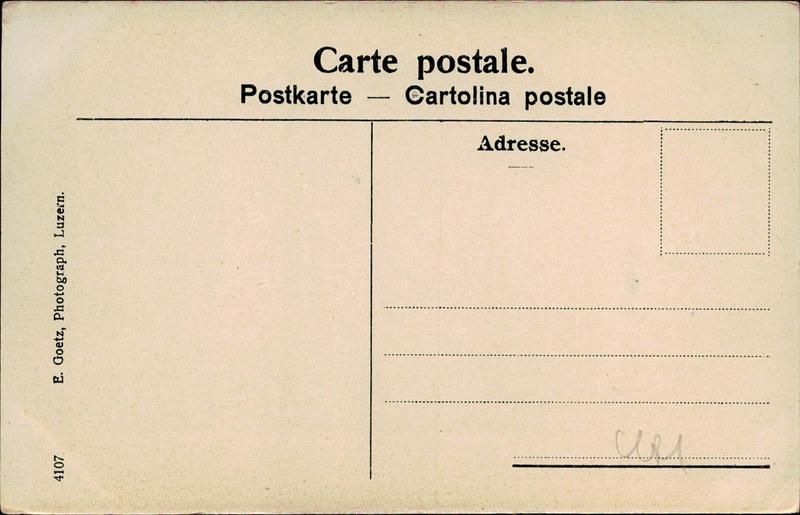 Carte postale.
Postkarte — Cartolina postale
Adresse.
E. Goetz, Photograph, Luzern.
4107